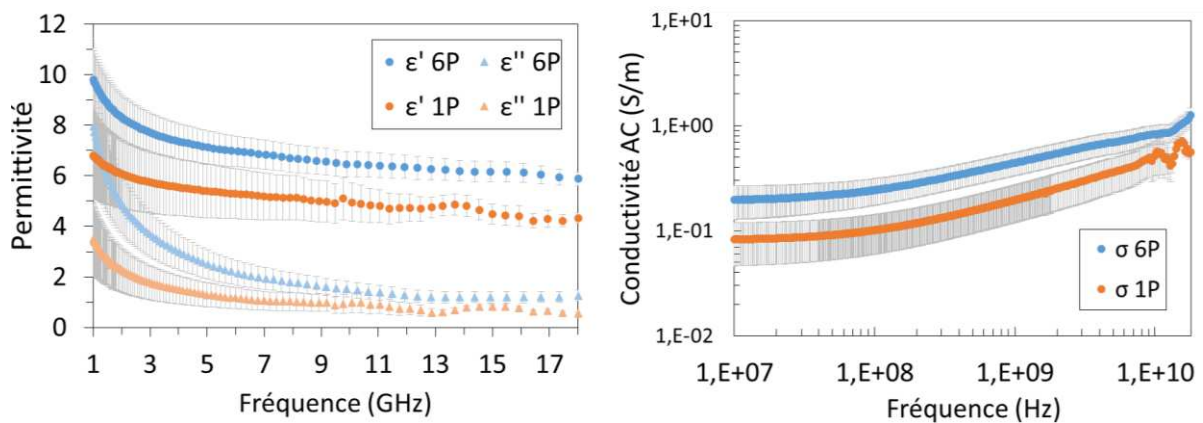 12
10
8
6
4
2
0
Permittivité
ε' 6P
ε'' 6P
ε' 1P
ε'' 1P
1
3
5
7
9
11
13
15
17
Fréquence (GHz)
1,E+01
1,E+00
1,E-01
1,E-02
Conductivité AC (S/m)
σ 6P
σ 1P
1,E+07
1,E+08
1,E+09
1,E+10
Fréquence (Hz)